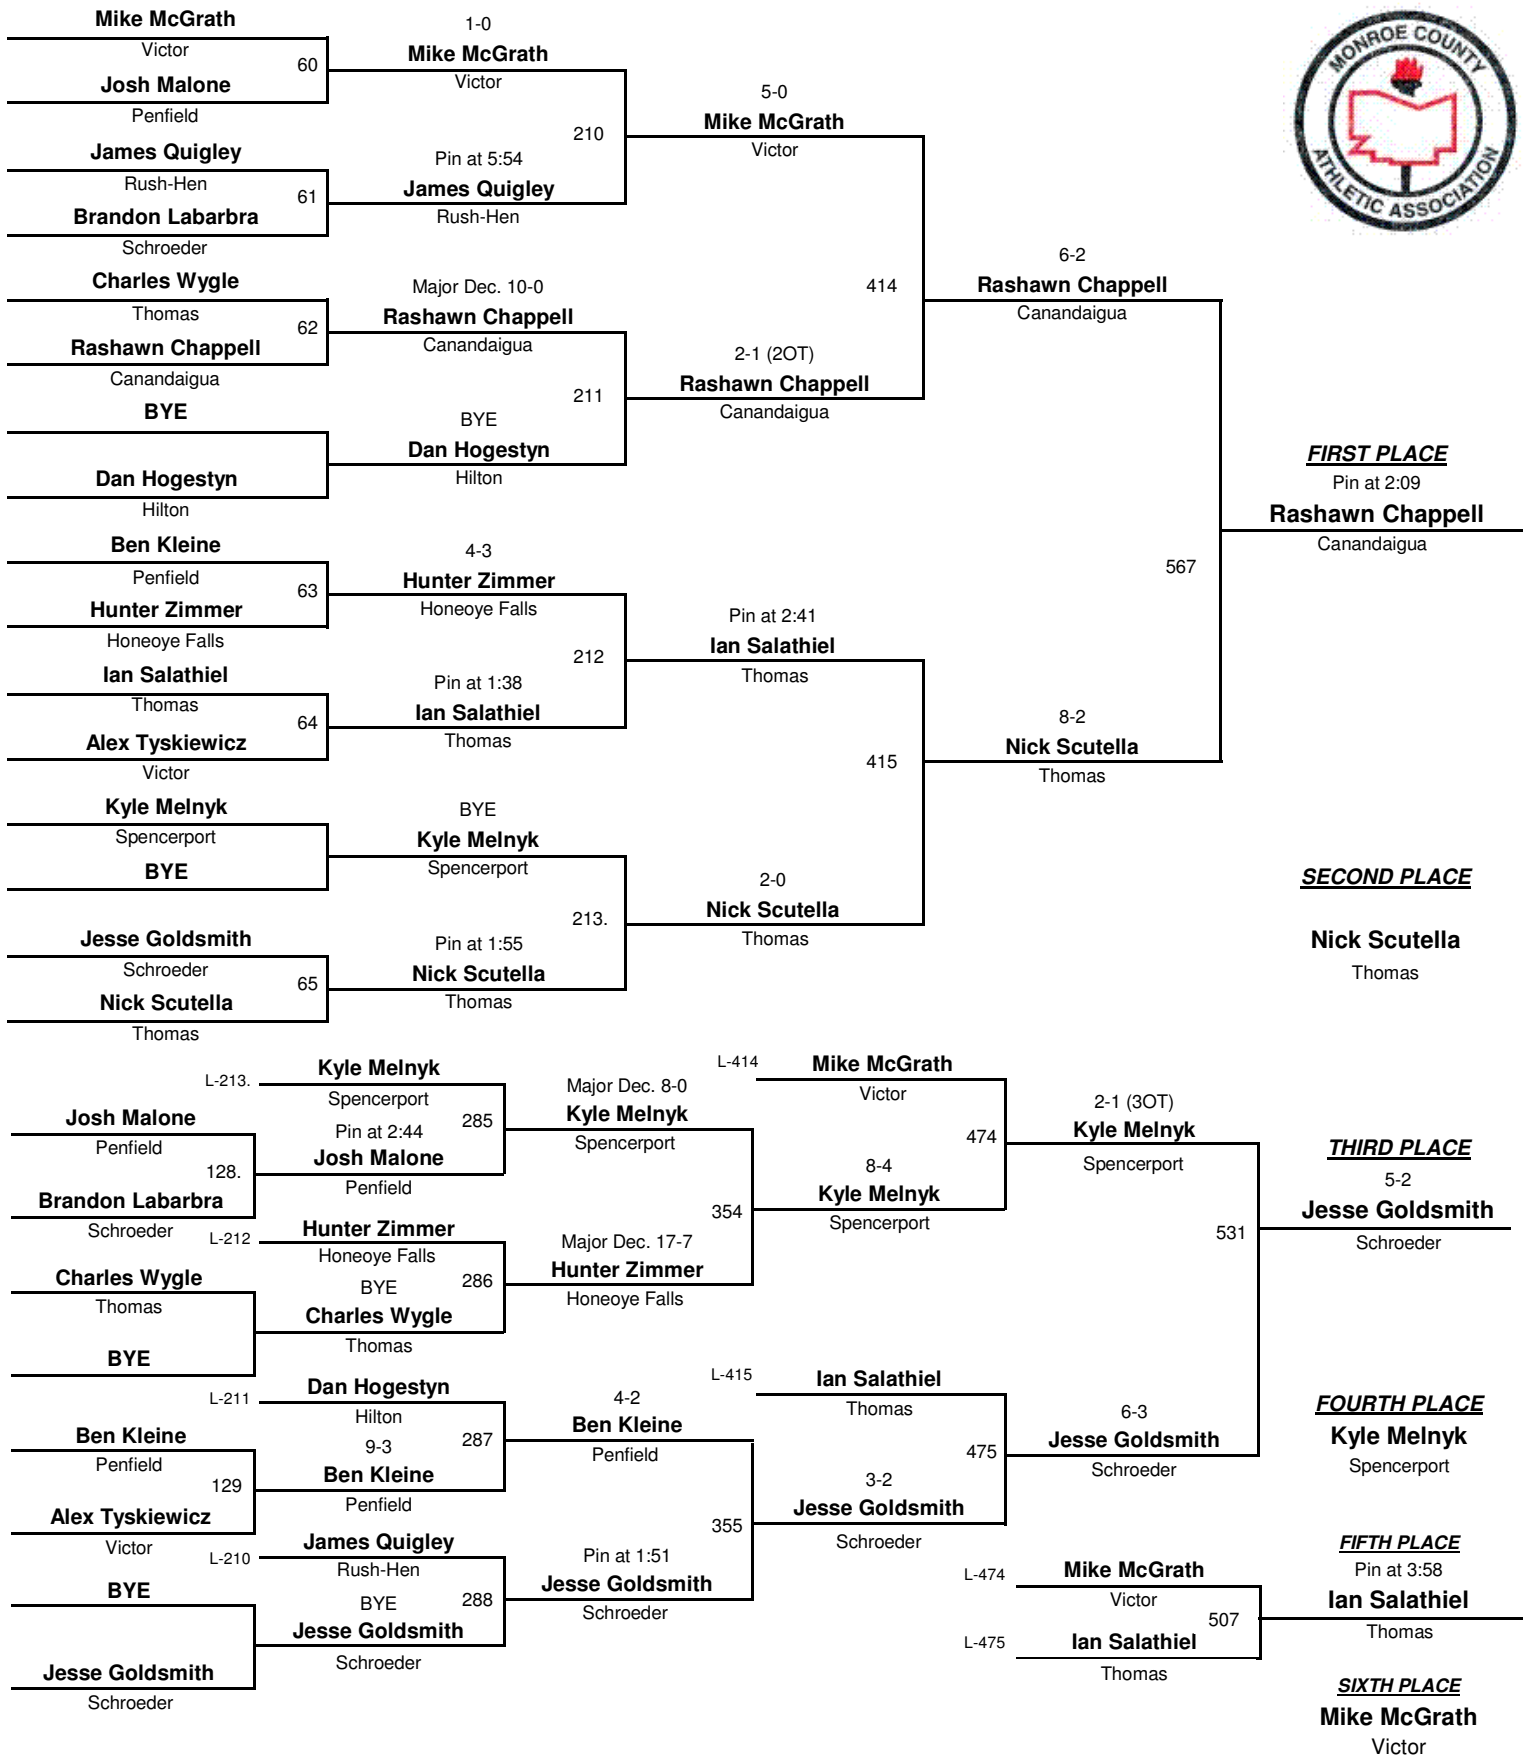 Mike McGrath
Victor
60
Josh Malone
Penfield
James Quigley
Rush-Hen
61
Brandon Labarbra
Schroeder
Charles Wygle
Thomas
62
Rashawn Chappell
Canandaigua
BYE
Dan Hogestyn
Hilton
Ben Kleine
Penfield
63
Hunter Zimmer
Honeoye Falls
Ian Salathiel
Thomas
64
Alex Tyskiewicz
Victor
Kyle Melnyk
Spencerport
BYE
Jesse Goldsmith
Schroeder
65
Nick Scutella
Thomas
1-0
Mike McGrath
Victor
210
Pin at 5:54
James Quigley
Rush-Hen
Major Dec. 10-0
Rashawn Chappell
Canandaigua
211
BYE
Dan Hogestyn
Hilton
4-3
Hunter Zimmer
Honeoye Falls
212
Pin at 1:38
Ian Salathiel
Thomas
BYE
Kyle Melnyk
Spencerport
213.
Pin at 1:55
Nick Scutella
Thomas
5-0
Mike McGrath
Victor
414
2-1 (2OT)
Rashawn Chappell
Canandaigua
Pin at 2:41
Ian Salathiel
Thomas
415
2-0
Nick Scutella
Thomas
6-2
Rashawn Chappell
Canandaigua
567
8-2
Nick Scutella
Thomas
MONROE COUNTY
ATHLETIC ASSOCIATION
FIRST PLACE
Pin at 2:09
Rashawn Chappell
Canandaigua
SECOND PLACE
Nick Scutella
Thomas
Josh Malone
Penfield
128.
Brandon Labarbra
Schroeder
Charles Wygle
Thomas
BYE
Ben Kleine
Penfield
129
Alex Tyskiewicz
Victor
BYE
Jesse Goldsmith
Schroeder
L-213.
Kyle Melnyk
Spencerport
285
Pin at 2:44
Josh Malone
Penfield
L-212
Hunter Zimmer
Honeoye Falls
286
BYE
Charles Wygle
Thomas
L-211
Dan Hogestyn
Hilton
287
9-3
Ben Kleine
Penfield
L-210
James Quigley
Rush-Hen
288
BYE
Jesse Goldsmith
Schroeder
Major Dec. 8-0
Kyle Melnyk
Spencerport
354
Major Dec. 17-7
Hunter Zimmer
Honeoye Falls
4-2
Ben Kleine
Penfield
355
Pin at 1:51
Jesse Goldsmith
Schroeder
L-414
Mike McGrath
Victor
474
8-4
Kyle Melnyk
Spencerport
L-415
Ian Salathiel
Thomas
475
3-2
Jesse Goldsmith
Schroeder
2-1 (3OT)
Kyle Melnyk
Spencerport
531
6-3
Jesse Goldsmith
Schroeder
L-474
Mike McGrath
Victor
507
L-475
Ian Salathiel
Thomas
THIRD PLACE
5-2
Jesse Goldsmith
Schroeder
FOURTH PLACE
Kyle Melnyk
Spencerport
FIFTH PLACE
Pin at 3:58
Ian Salathiel
Thomas
SIXTH PLACE
Mike McGrath
Victor